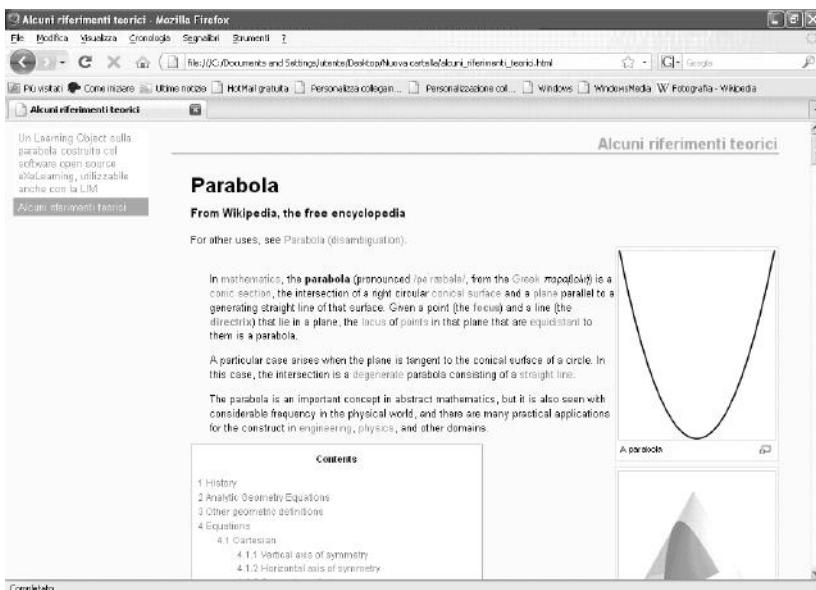 Alcuni riferimenti teorici - Mozilla Firefox
File Modifica Visualizza Cronologia Segnalibri Strumenti ?
file:///C:/Documents and Settings/utente/Desktop/Nuova cartella/alcuni_riferimenti_teorici.html
Google
Più visitati Come iniziare Ultime notizie HotMail gratuita Personalizza collegan... Personalizzazione col... Windows WindowsMedia Fotografia - Wikipedia
Alcuni riferimenti teorici
Un Learning Object sulla
parabola costruito col
software open source
eXeLearning, utilizzabile
anche con la LIM
Alcuni riferimenti teorici
Alcuni riferimenti teorici
Parabola
From Wikipedia, the free encyclopedia
For other uses, see Parabola (disambiguation).
In mathematics, the parabola (pronounced from the Greek παραβολή) is a
conic section, the intersection of a right circular conical surface and a plane parallel to a
generating straight line of that surface. Given a point (the focus) and a line (the
directrix) that lie in a plane, the locus of points in that plane that are equidistant to
them is a parabola.
A particular case arises when the plane is tangent to the conical surface of a circle. In
this case, the intersection is a degenerate parabola consisting of a straight line.
The parabola is an important concept in abstract mathematics, but it is also seen with
considerable frequency in the physical world, and there are many practical applications
for the construct in engineering, physics, and other domains.
A parabola
Contents
1 History
2 Analytic Geometry Equations
3 Other geometric definitions
4 Equations
4.1 Cartesian
4.1.1 Vertical axis of symmetry
4.1.2 Horizontal axis of symmetry
Completato